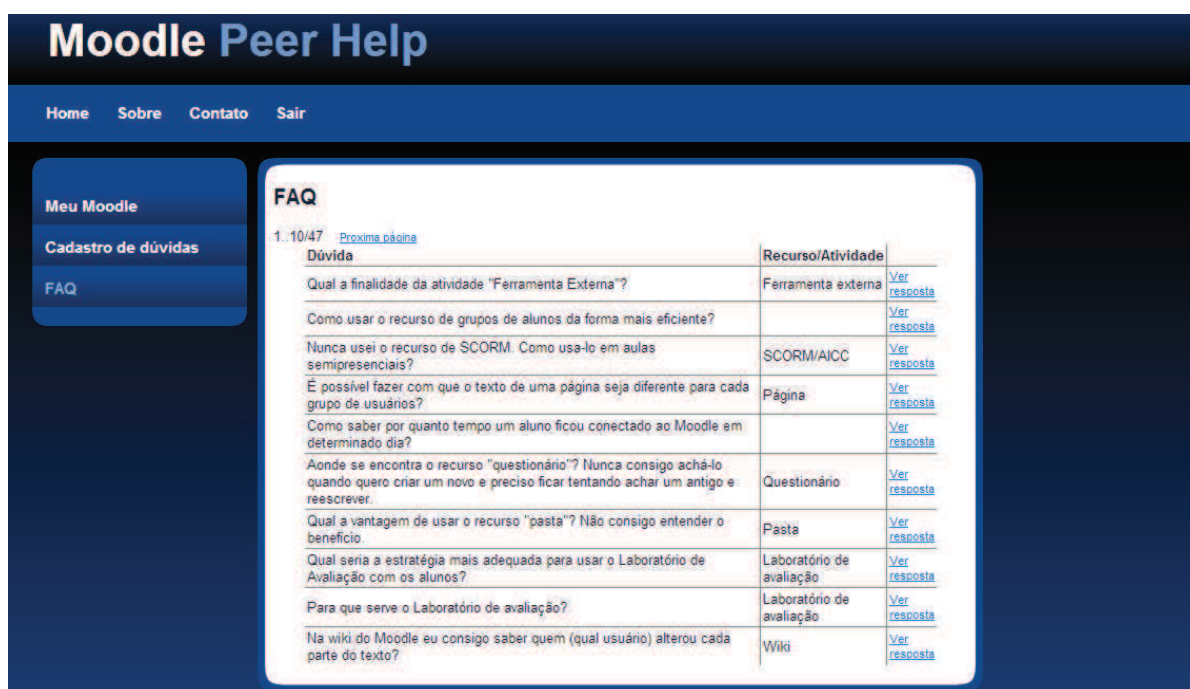 Moodle Peer Help
Home Sobre Contato Sair
Meu Moodle
Cadastro de dúvidas
FAQ
FAQ
1..10/47 Proxima página
Dúvida Recurso/Atividade
Qual a finalidade da atividade "Ferramenta Externa"? Ferramenta externa Ver
resposta
Como usar o recurso de grupos de alunos da forma mais eficiente? Ver
resposta
Nunca usei o recurso de SCORM. Como usa-lo em aulas
semipresenciais? SCORM/AICC Ver
resposta
É possível fazer com que o texto de uma página seja diferente para cada
grupo de usuários? Página Ver
resposta
Como saber por quanto tempo um aluno ficou conectado ao Moodle em
determinado dia? Ver
resposta
Aonde se encontra o recurso "questionário"? Nunca consigo achá-lo
quando quero criar um novo e preciso ficar tentando achar um antigo e
reescrever. Questionário Ver
resposta
Qual a vantagem de usar o recurso "pasta"? Não consigo entender o
benefício. Pasta Ver
resposta
Qual seria a estratégia mais adequada para usar o Laboratório de
Avaliação com os alunos? Laboratório de
avaliação Ver
resposta
Para que serve o Laboratório de avaliação? Laboratório de
avaliação Ver
resposta
Na wiki do Moodle eu consigo saber quem (qual usuário) alterou cada
parte do texto? Wiki Ver
resposta